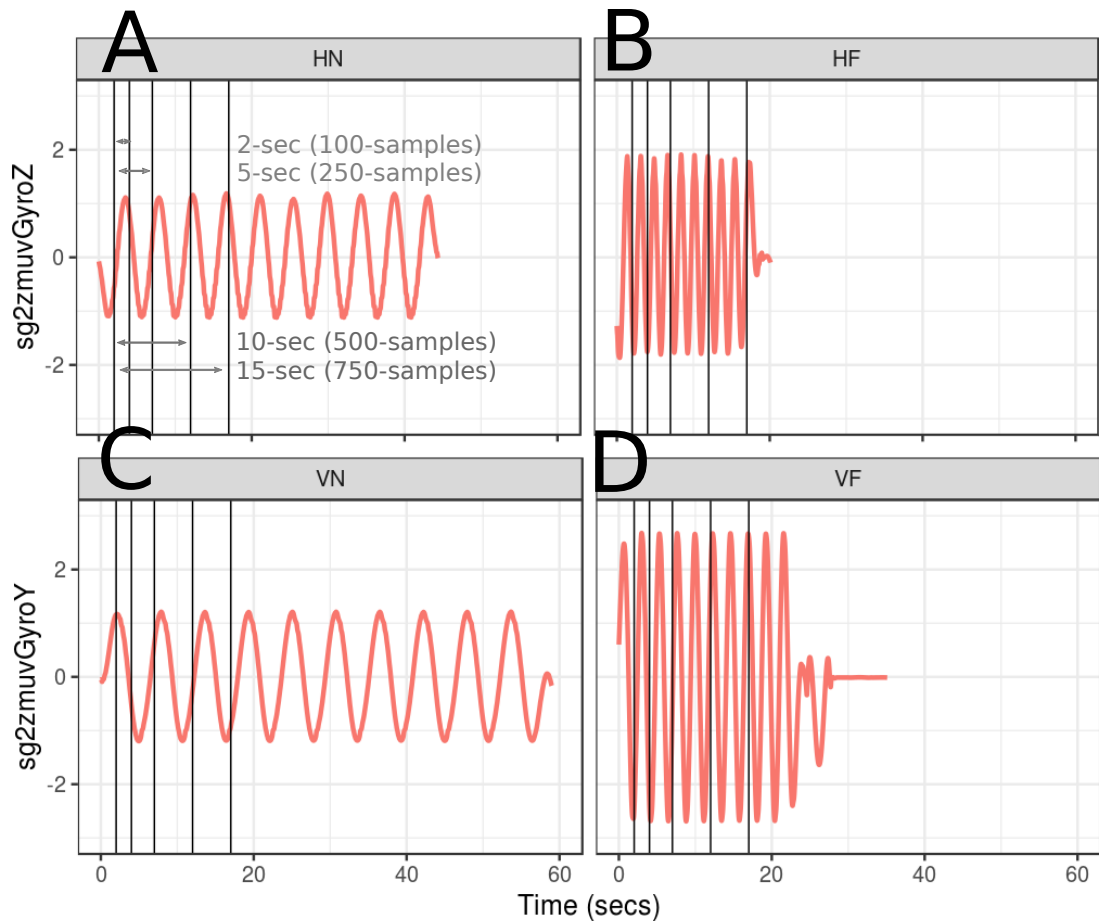 A
B
HN
HF
2
0
-2
sg2zmuvGyroZ
2-sec (100-samples)
5-sec (250-samples)
10-sec (500-samples)
15-sec (750-samples)
C
D
VN
VF
2
0
-2
sg2zmuvGyroY
0
20
40
60
0
20
40
60
Time (secs)